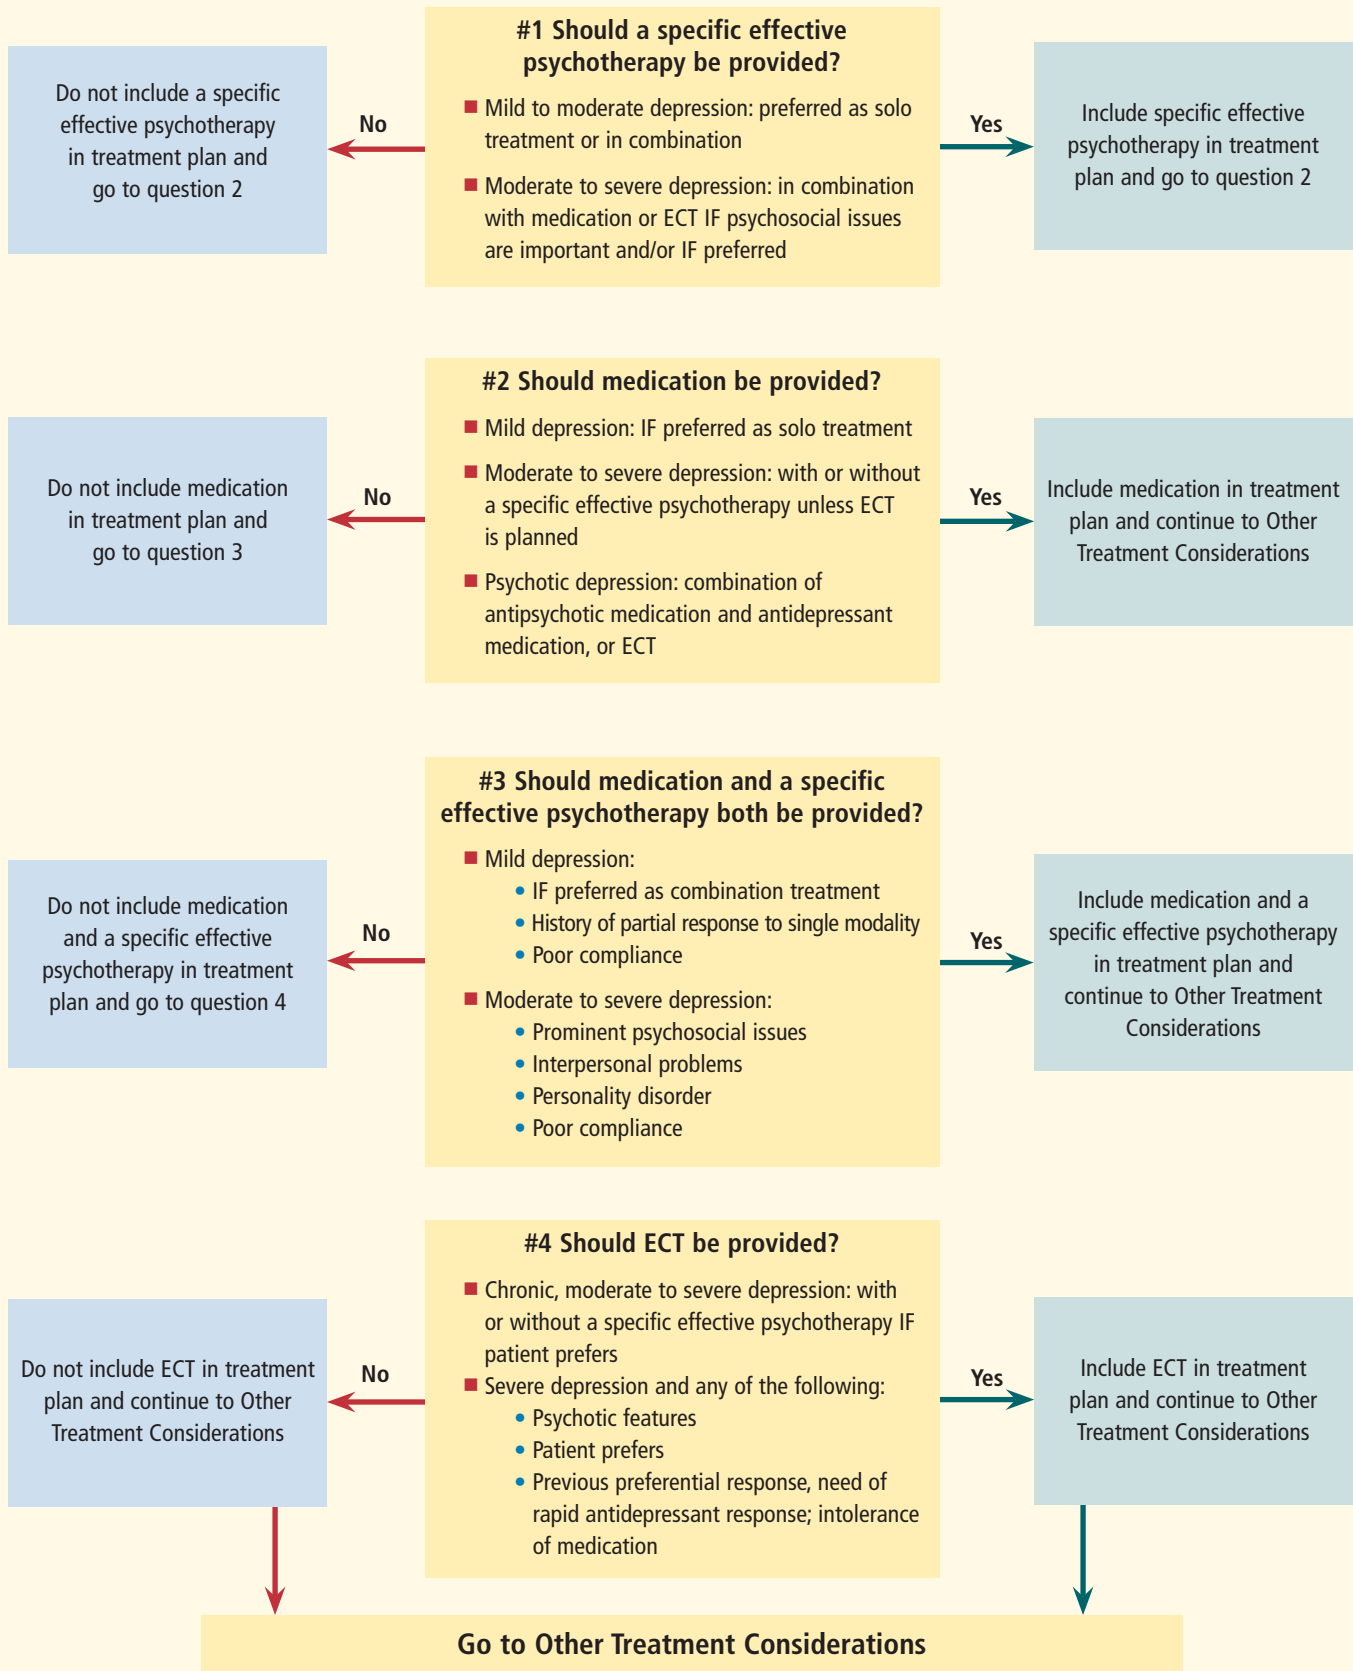 #1 Should a specific effective
psychotherapy be provided?
Do not include a specific
effective psychotherapy
in treatment plan and
go to question 2
No
■ Mild to moderate depression: preferred as solo
treatment or in combination
■ Moderate to severe depression: in combination
with medication or ECT IF psychosocial issues
are important and/or IF preferred
Yes
Include specific effective
psychotherapy in treatment
plan and go to question 2
#2 Should medication be provided?
Do not include medication
in treatment plan and
go to question 3
No
■ Mild depression: IF preferred as solo treatment
■ Moderate to severe depression: with or without
a specific effective psychotherapy unless ECT
is planned
■ Psychotic depression: combination of
antipsychotic medication and antidepressant
medication, or ECT
Yes
Include medication in treatment
plan and continue to Other
Treatment Considerations
#3 Should medication and a specific
effective psychotherapy both be provided?
Do not include medication
and a specific effective
psychotherapy in treatment
plan and go to question 4
No
■ Mild depression:
• IF preferred as combination treatment
• History of partial response to single modality
• Poor compliance
■ Moderate to severe depression:
• Prominent psychosocial issues
• Interpersonal problems
• Personality disorder
• Poor compliance
Yes
Include medication and a
specific effective psychotherapy
in treatment plan and
continue to Other Treatment
Considerations
#4 Should ECT be provided?
Do not include ECT in treatment
plan and continue to Other
Treatment Considerations
No
■ Chronic, moderate to severe depression: with
or without a specific effective psychotherapy IF
patient prefers
■ Severe depression and any of the following:
• Psychotic features
• Patient prefers
• Previous preferential response, need of
rapid antidepressant response; intolerance
of medication
Yes
Include ECT in treatment
plan and continue to Other
Treatment Considerations
Go to Other Treatment Considerations